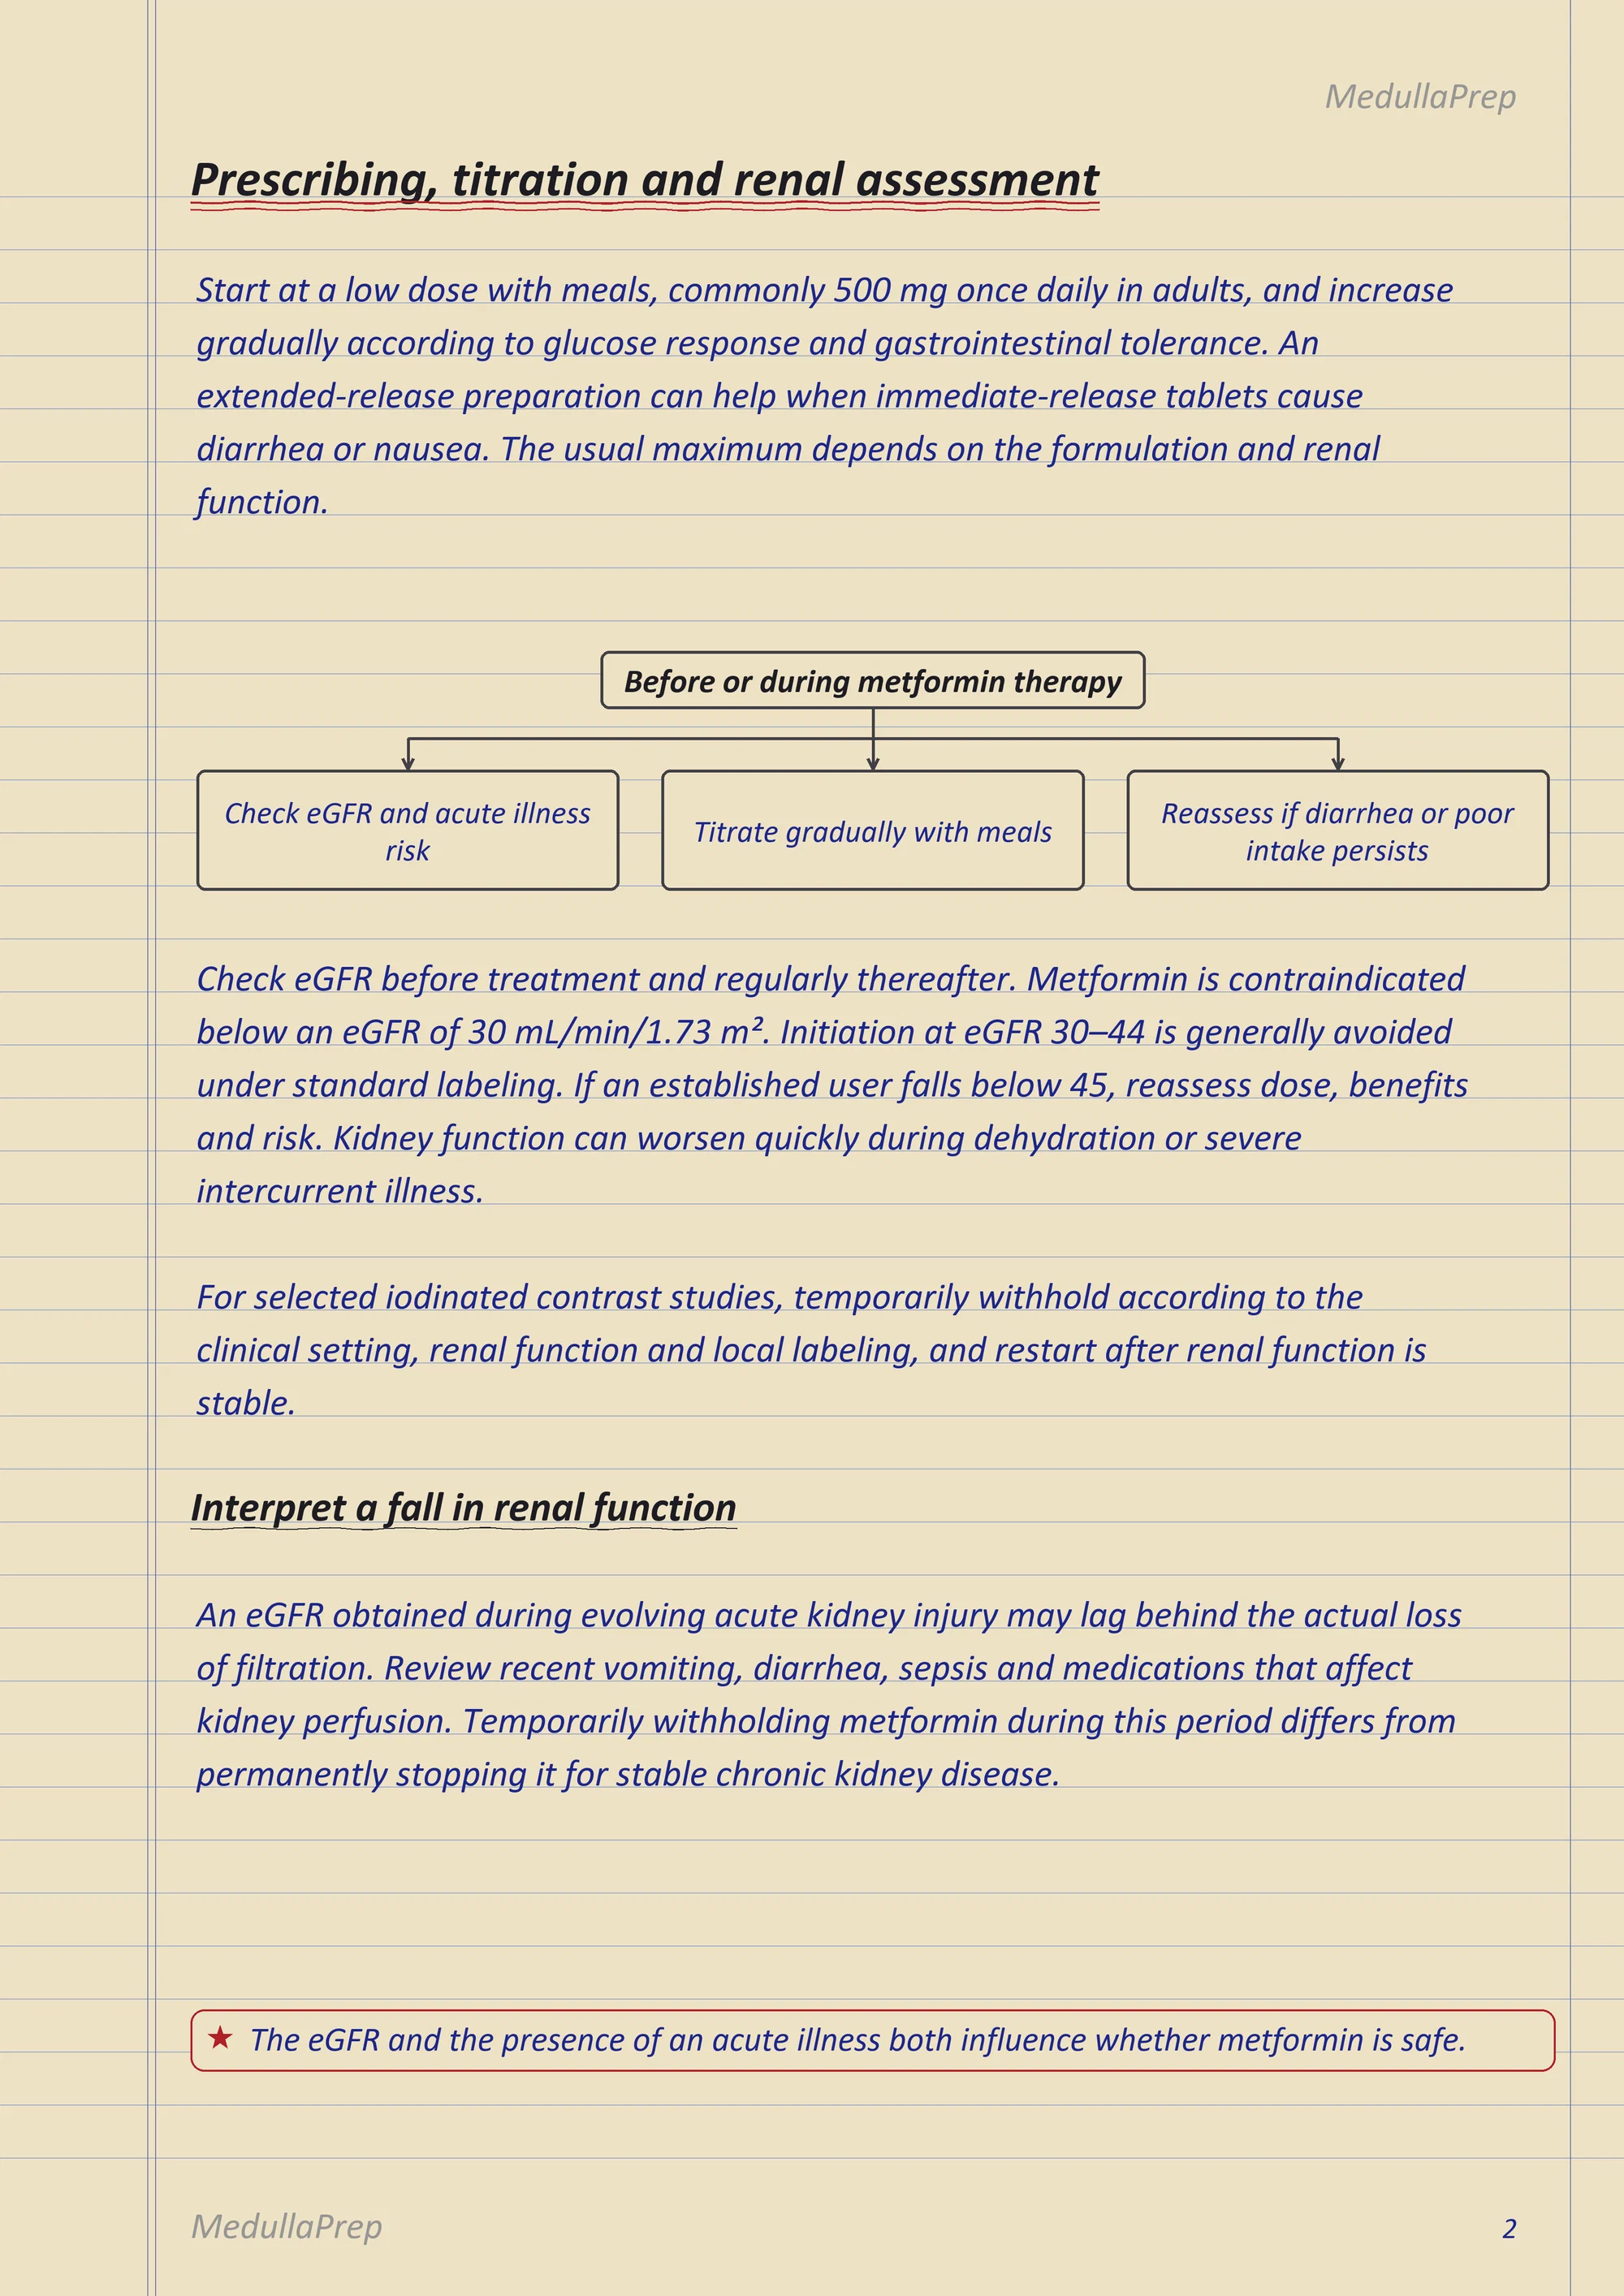 MedullaPrep
Prescribing, titration and renal assessment
Start at a low dose with meals, commonly 500 mg once daily in adults, and increase
gradually according to glucose response and gastrointestinal tolerance. An
extended-release preparation can help when immediate-release tablets cause
diarrhea or nausea. The usual maximum depends on the formulation and renal
function.
Before or during metformin therapy
Check eGFR and acute illness
risk
Titrate gradually with meals
Reassess if diarrhea or poor
intake persists
Check eGFR before treatment and regularly thereafter. Metformin is contraindicated
below an eGFR of 30 mL/min/1.73 m². Initiation at eGFR 30–44 is generally avoided
under standard labeling. If an established user falls below 45, reassess dose, benefits
and risk. Kidney function can worsen quickly during dehydration or severe
intercurrent illness.
For selected iodinated contrast studies, temporarily withhold according to the
clinical setting, renal function and local labeling, and restart after renal function is
stable.
Interpret a fall in renal function
An eGFR obtained during evolving acute kidney injury may lag behind the actual loss
of filtration. Review recent vomiting, diarrhea, sepsis and medications that affect
kidney perfusion. Temporarily withholding metformin during this period differs from
permanently stopping it for stable chronic kidney disease.
★ The eGFR and the presence of an acute illness both influence whether metformin is safe.
MedullaPrep
2